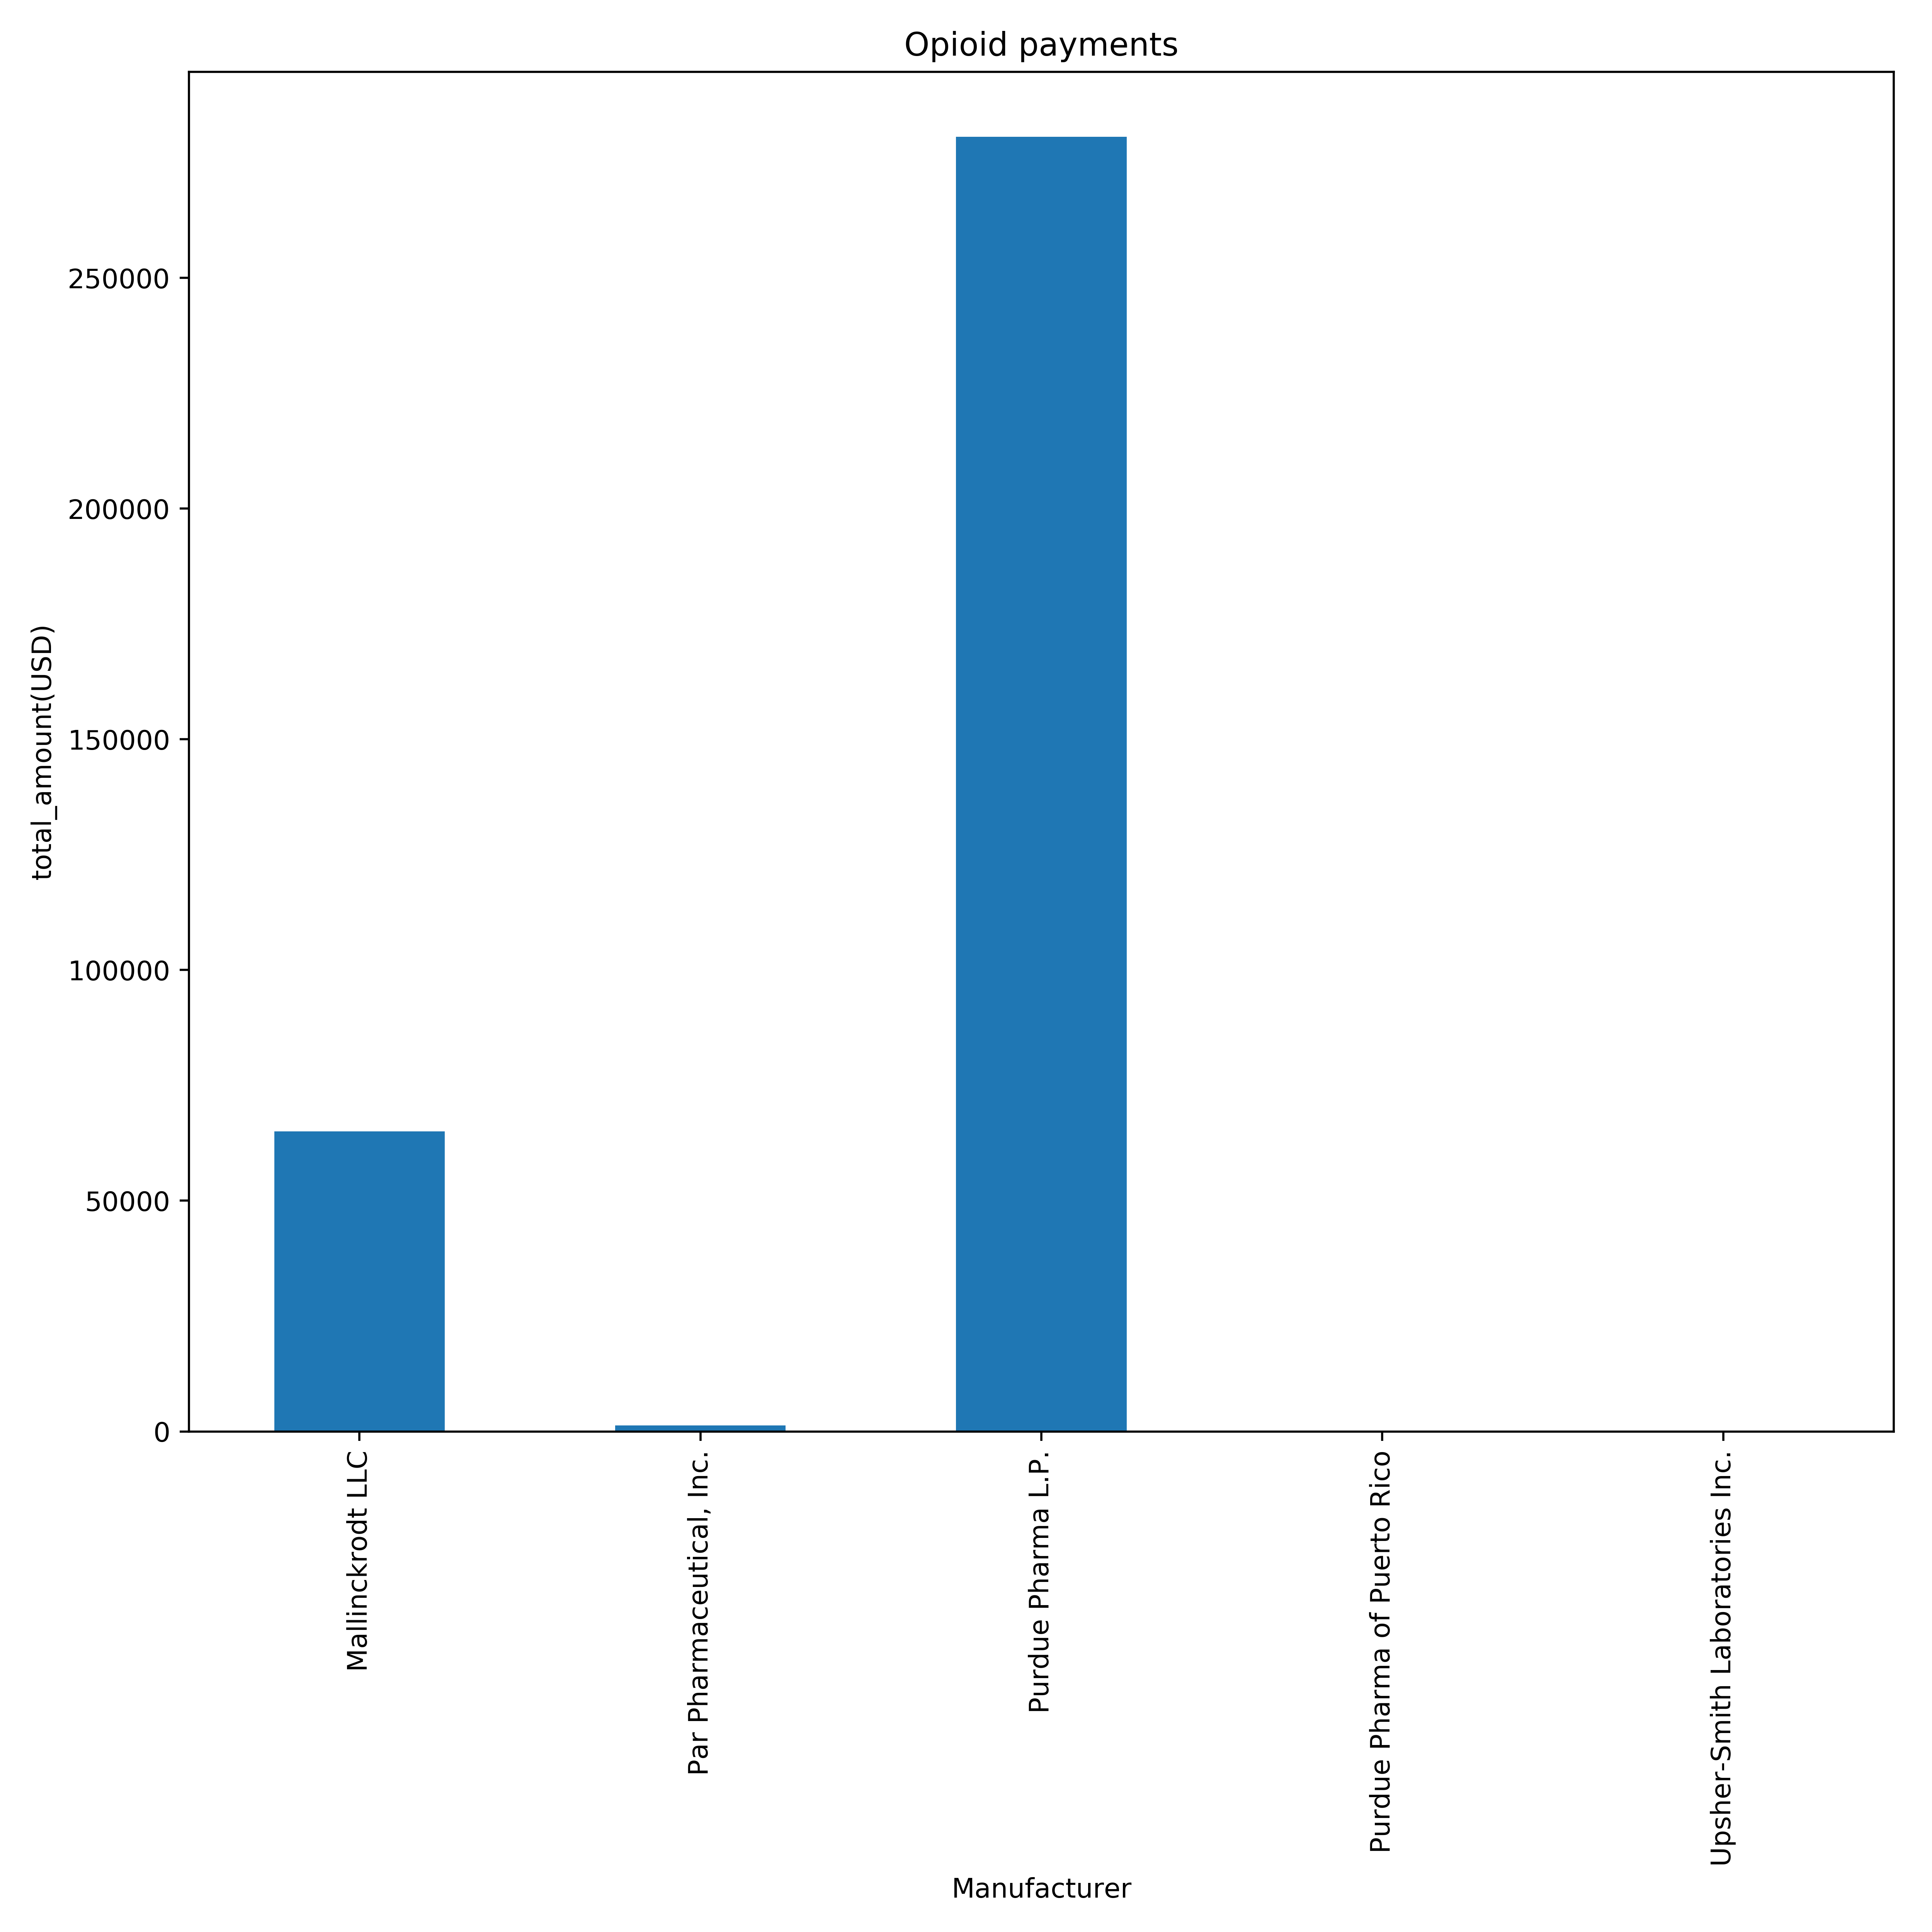 Opioid payments
total_amount(USD)
250000
200000
150000
100000
50000
0
Mallinckrodt LLC
Par Pharmaceutical, Inc.
Purdue Pharma L.P.
Purdue Pharma of Puerto Rico
Upsher-Smith Laboratories Inc.
Manufacturer